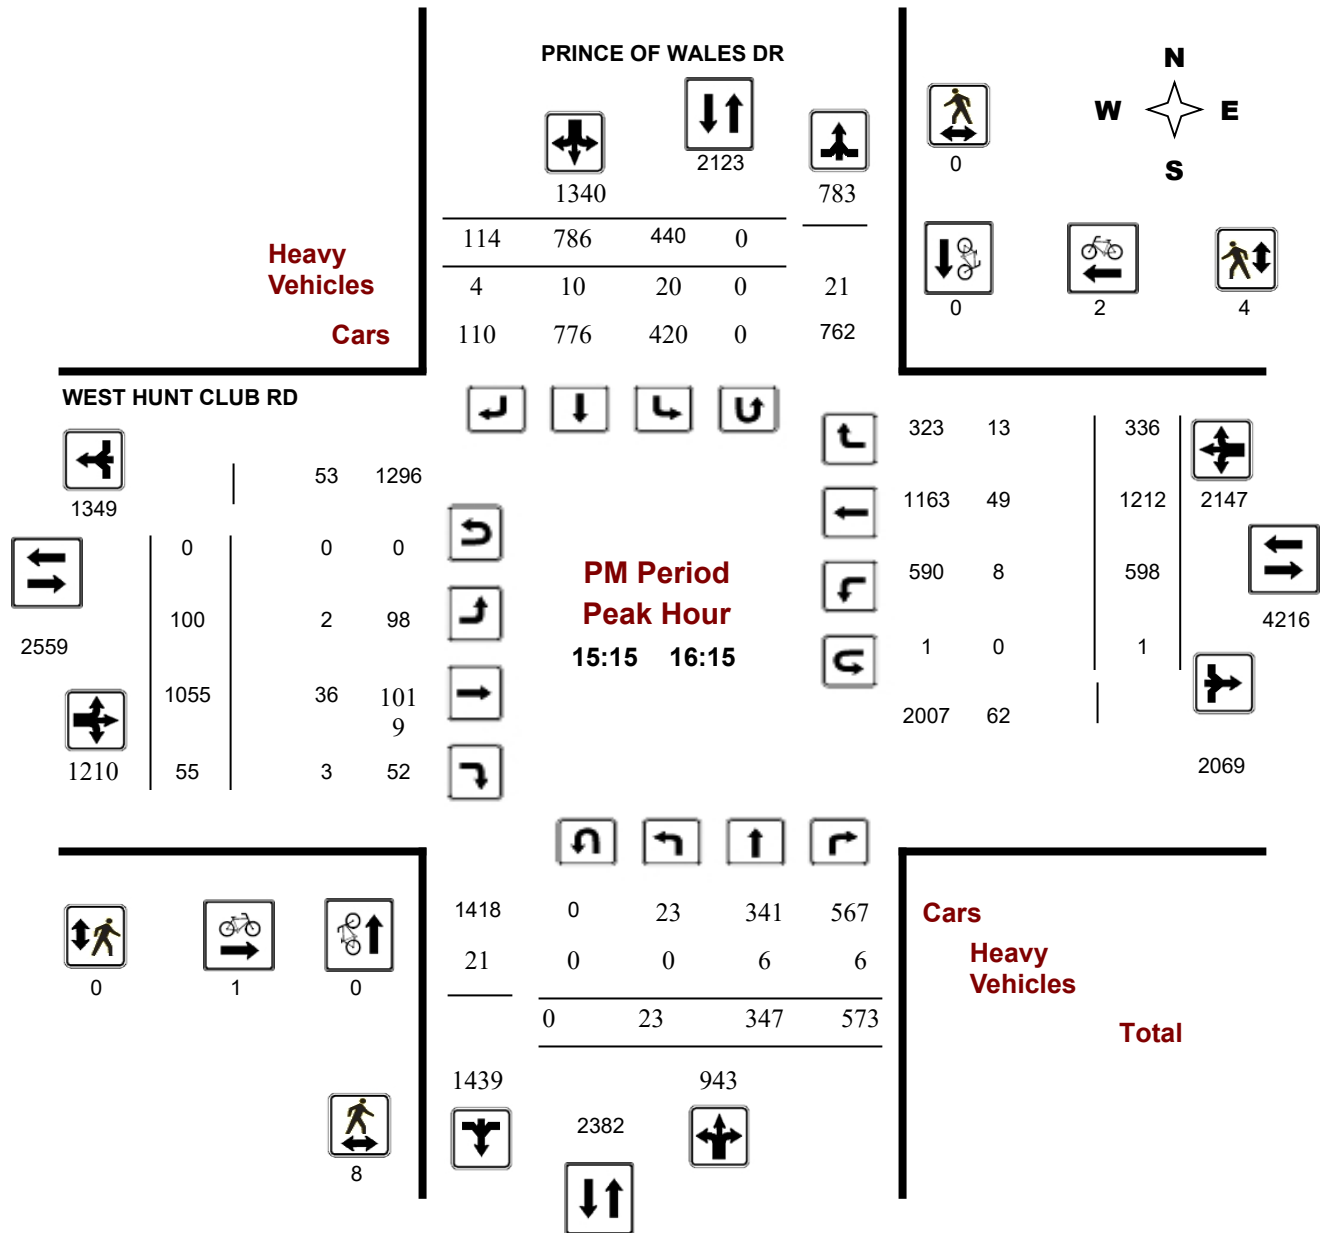 PRINCE OF WALES DR
N
W E
S
2123
0
1340
783
114 786 440 0
Heavy
Vehicles
4 10 20 0 21
0 2 4
Cars
110 776 420 0 762
WEST HUNT CLUB RD
323 13 336
53 1296
1349
1163 49 1212 2147
0 0 0
PM Period
590 8 598
Peak Hour
100 2 98
4216
2559
15:15 16:15
1 0 1
1055 36 101
9
2007 62
1210 55 3 52
2069
1418 0 23 341 567
Cars
21 0 0 6 6
Heavy
Vehicles
0 1 0
0 23 347 573
Total
1439 943
2382
8